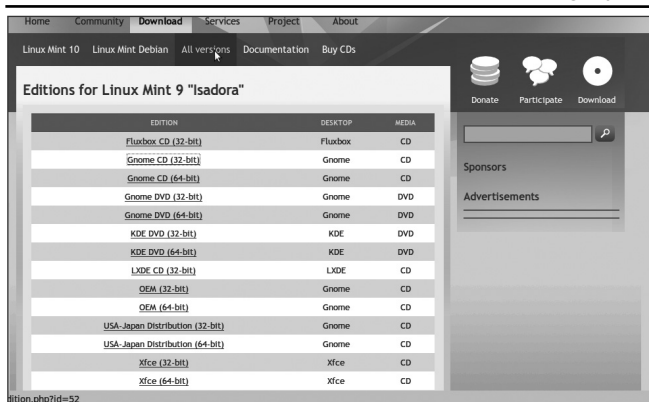 Home Community Download Services Project About
Linux Mint 10 Linux Mint Debian All versions Documentation Buy CDs
Donate Participate Download
Editions for Linux Mint 9 "Isadora"
EDITION DESKTOP MEDIA
Fluxbox CD (32-bit) Fluxbox CD
Gnome CD (32-bit) Gnome CD
Gnome CD (64-bit) Gnome CD
Gnome DVD (32-bit) Gnome DVD
Gnome DVD (64-bit) Gnome DVD
KDE DVD (32-bit) KDE DVD
KDE DVD (64-bit) KDE DVD
LXDE CD (32-bit) LXDE CD
OEM (32-bit) Gnome CD
OEM (64-bit) Gnome CD
USA-Japan Distribution (32-bit) Gnome CD
USA-Japan Distribution (64-bit) Gnome CD
Xfce (32-bit) Xfce CD
Xfce (64-bit) Xfce CD
Sponsors
Advertisements
dition.php?id=52